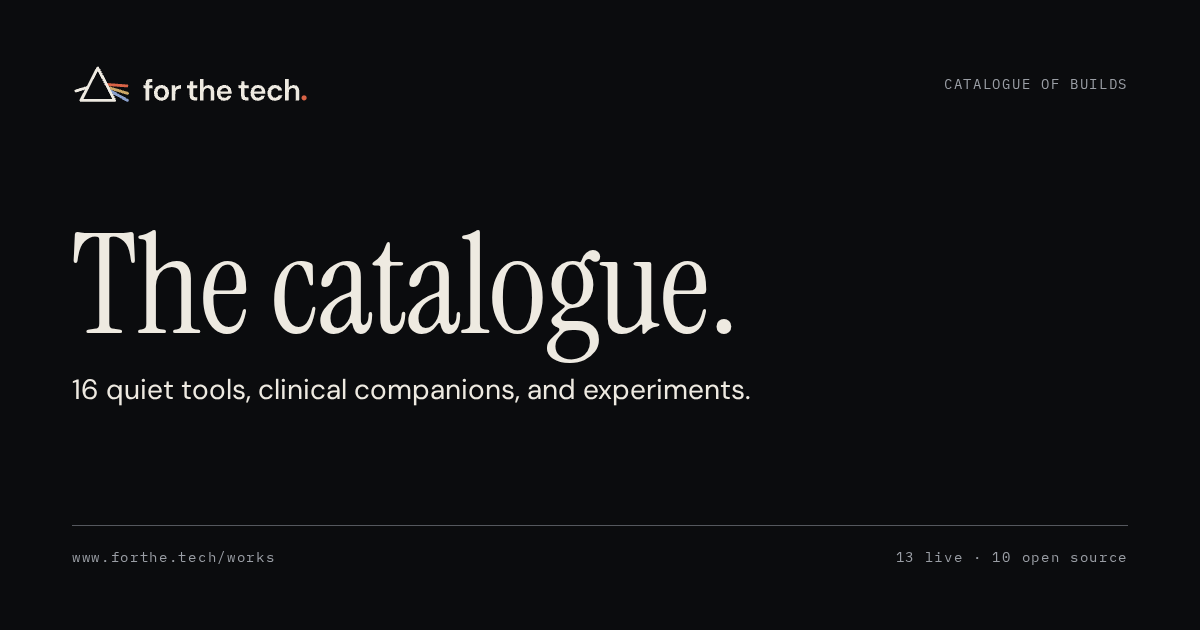 for the tech.
CATALOGUE OF BUILDS
The catalogue.
16 quiet tools, clinical companions, and experiments.
www.forthe.tech/works
13 live · 10 open source